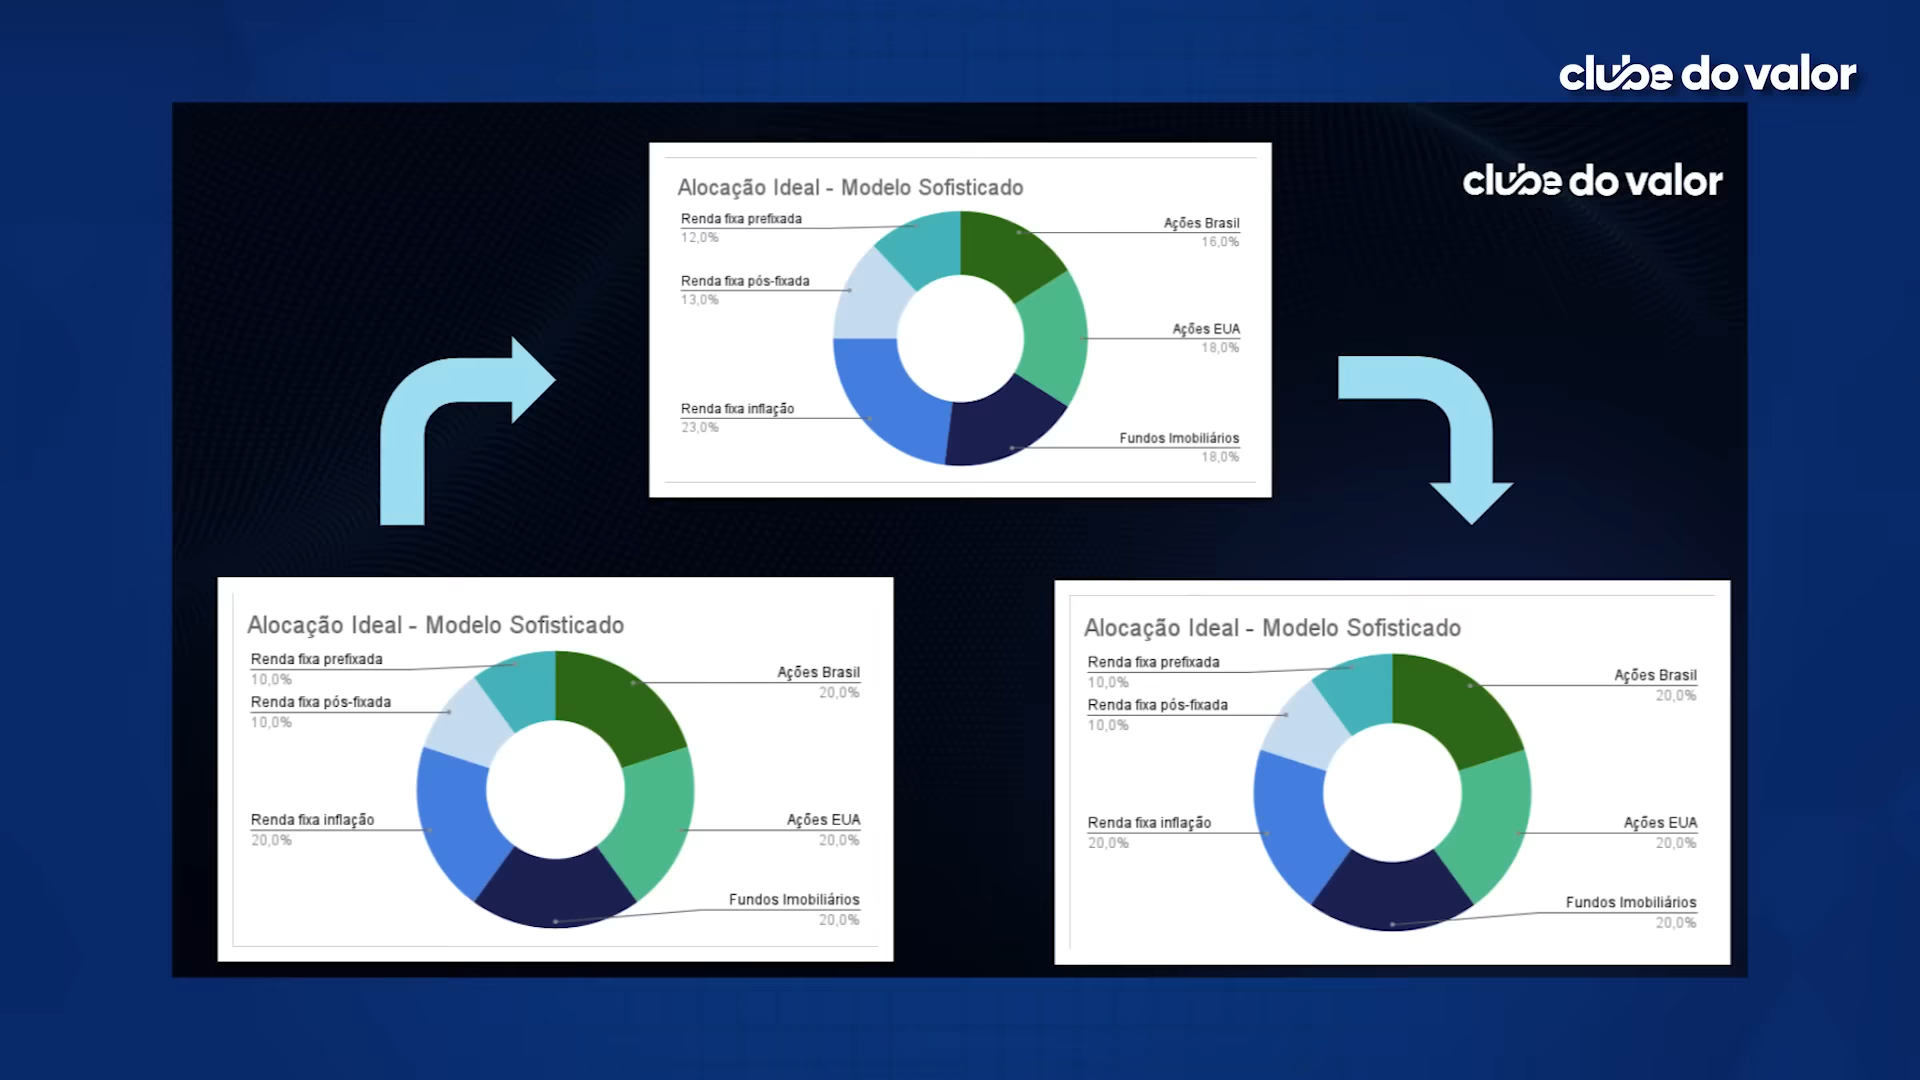 clube do valor
clube do valor
Alocação Ideal - Modelo Sofisticado
Renda fixa prefixada
12,0%
Renda fixa pós-fixada
13,0%
Renda fixa inflação
23,0%
Ações Brasil
16,0%
Ações EUA
18,0%
Fundos Imobiliários
18,0%
Alocação Ideal - Modelo Sofisticado
Renda fixa prefixada
10,0%
Renda fixa pós-fixada
10,0%
Renda fixa inflação
20,0%
Ações Brasil
20,0%
Ações EUA
20,0%
Fundos Imobiliários
20,0%
Alocação Ideal - Modelo Sofisticado
Renda fixa prefixada
10,0%
Renda fixa pós-fixada
10,0%
Renda fixa inflação
20,0%
Ações Brasil
20,0%
Ações EUA
20,0%
Fundos Imobiliários
20,0%